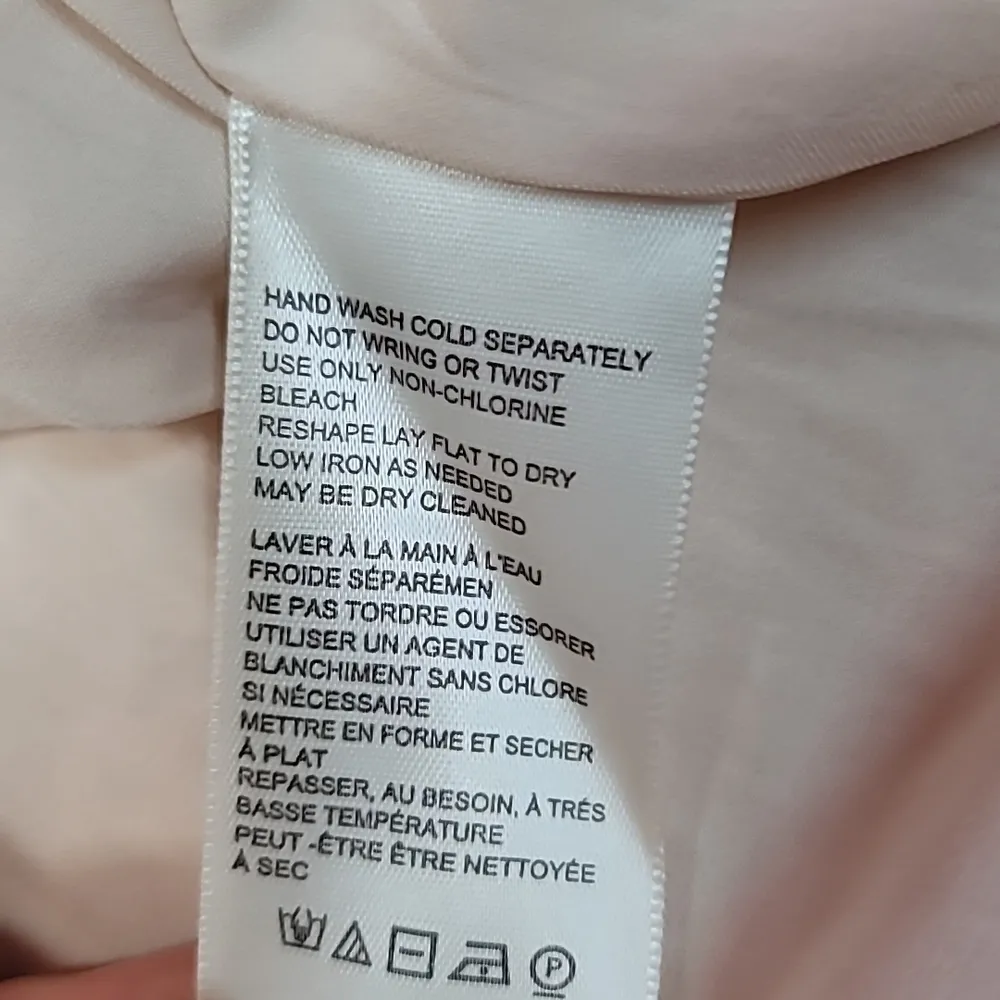 HAND WASH COLD SEPARATELY
DO NOT WRING OR TWIST
USE ONLY NON-CHLORINE
BLEACH
RESHAPE LAY FLAT TO DRY
LOW IRON AS NEEDED
MAY BE DRY CLEANED
LAVER À LA MAIN À L'EAU
FROIDE SÉPARÉMEN
NE PAS TORDRE OU ESSORER
UTILISER UN AGENT DE
BLANCHIMENT SANS CHLORE
SI NÉCESSAIRE
METTRE EN FORME ET SECHER
À PLAT
REPASSER, AU BESOIN, À TRÉS
BASSE TEMPÉRATURE
PEUT -ÊTRE ÊTRE NETTOYÉE
À SEC
P